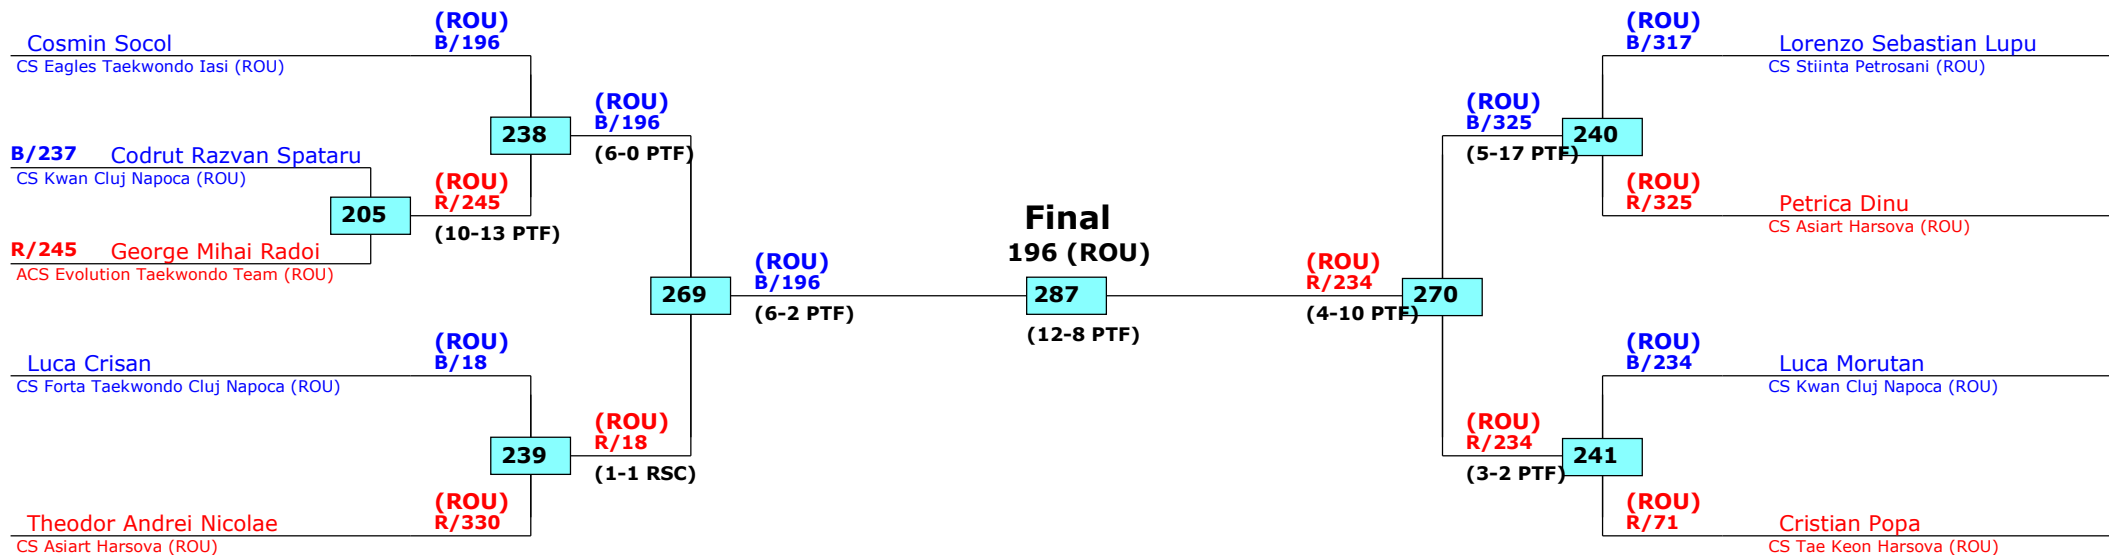 (ROU)
B/196
Cosmin Socol
CS Eagles Taekwondo Iasi (ROU)
238
(ROU)
B/196
(6-0 PTF)
B/237 Codrut Razvan Spataru
CS Kwan Cluj Napoca (ROU)
205
(ROU)
R/245
(10-13 PTF)
R/245 George Mihai Radoi
ACS Evolution Taekwondo Team (ROU)
269
(ROU)
B/196
(6-2 PTF)
(ROU)
B/18
Luca Crisan
CS Forta Taekwondo Cluj Napoca (ROU)
239
(ROU)
R/18
(1-1 RSC)
(ROU)
R/330
Theodor Andrei Nicolae
CS Asiart Harsova (ROU)
Final
196 (ROU)
287
(12-8 PTF)
(ROU)
R/234
(4-10 PTF)
270
(ROU)
B/325
(5-17 PTF)
240
(ROU)
B/317
Lorenzo Sebastian Lupu
CS Stiinta Petrosani (ROU)
(ROU)
R/325
Petrica Dinu
CS Asiart Harsova (ROU)
(ROU)
R/234
(3-2 PTF)
241
(ROU)
B/234
Luca Morutan
CS Kwan Cluj Napoca (ROU)
(ROU)
R/71
Cristian Popa
CS Tae Keon Harsova (ROU)